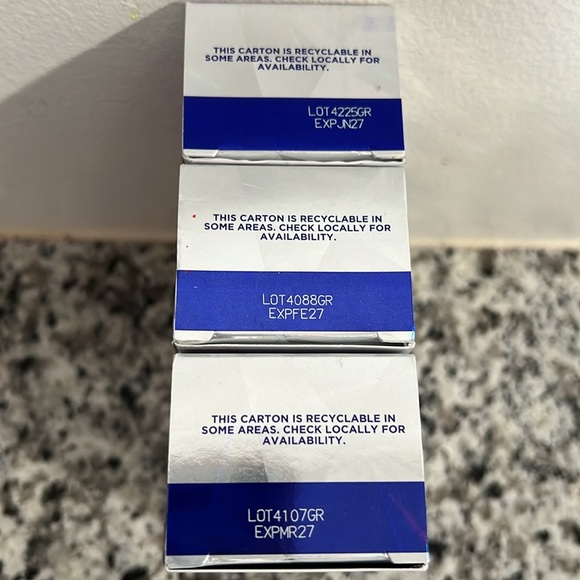 THIS CARTON IS RECYCLABLE IN
SOME AREAS. CHECK LOCALLY FOR
AVAILABILITY.
LOT4225GR
EXPJN27
THIS CARTON IS RECYCLABLE IN
SOME AREAS. CHECK LOCALLY FOR
AVAILABILITY.
LOT4088GR
EXPFE27
THIS CARTON IS RECYCLABLE IN
SOME AREAS. CHECK LOCALLY FOR
AVAILABILITY.
LOT4107GR
EXPMR27